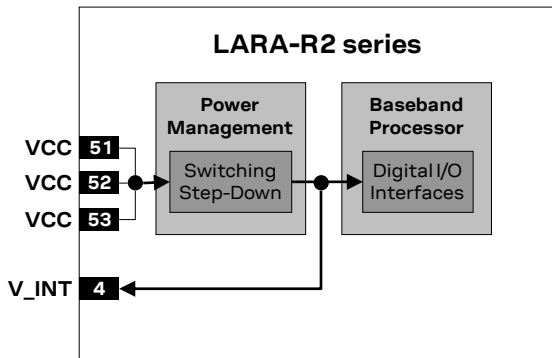 LARA-R2 series
Power
Management
Baseband
Processor
VCC 51
VCC 52
VCC 53
Switching
Step-Down
Digital I/O
Interfaces
V_INT 4